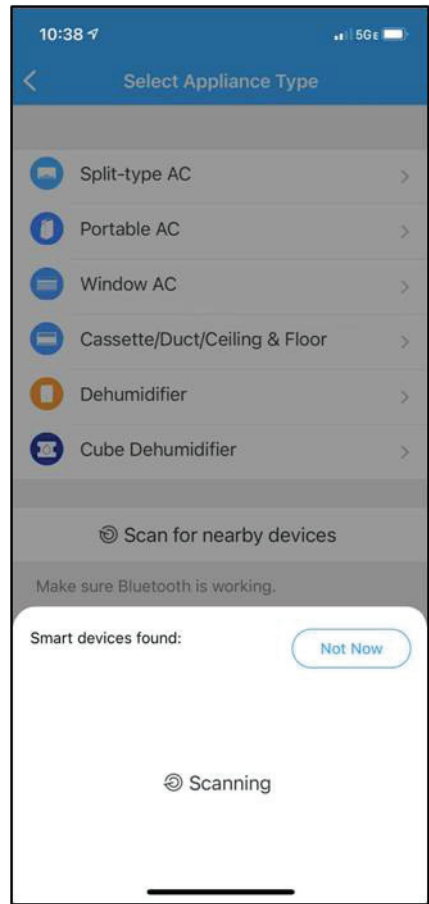 10:38 5GE
Select Appliance Type
Split-type AC
Portable AC
Window AC
Cassette/Duct/Ceiling & Floor
Dehumidifier
Cube Dehumidifier
Scan for nearby devices
Make sure Bluetooth is working.
Smart devices found: Not Now
Scanning